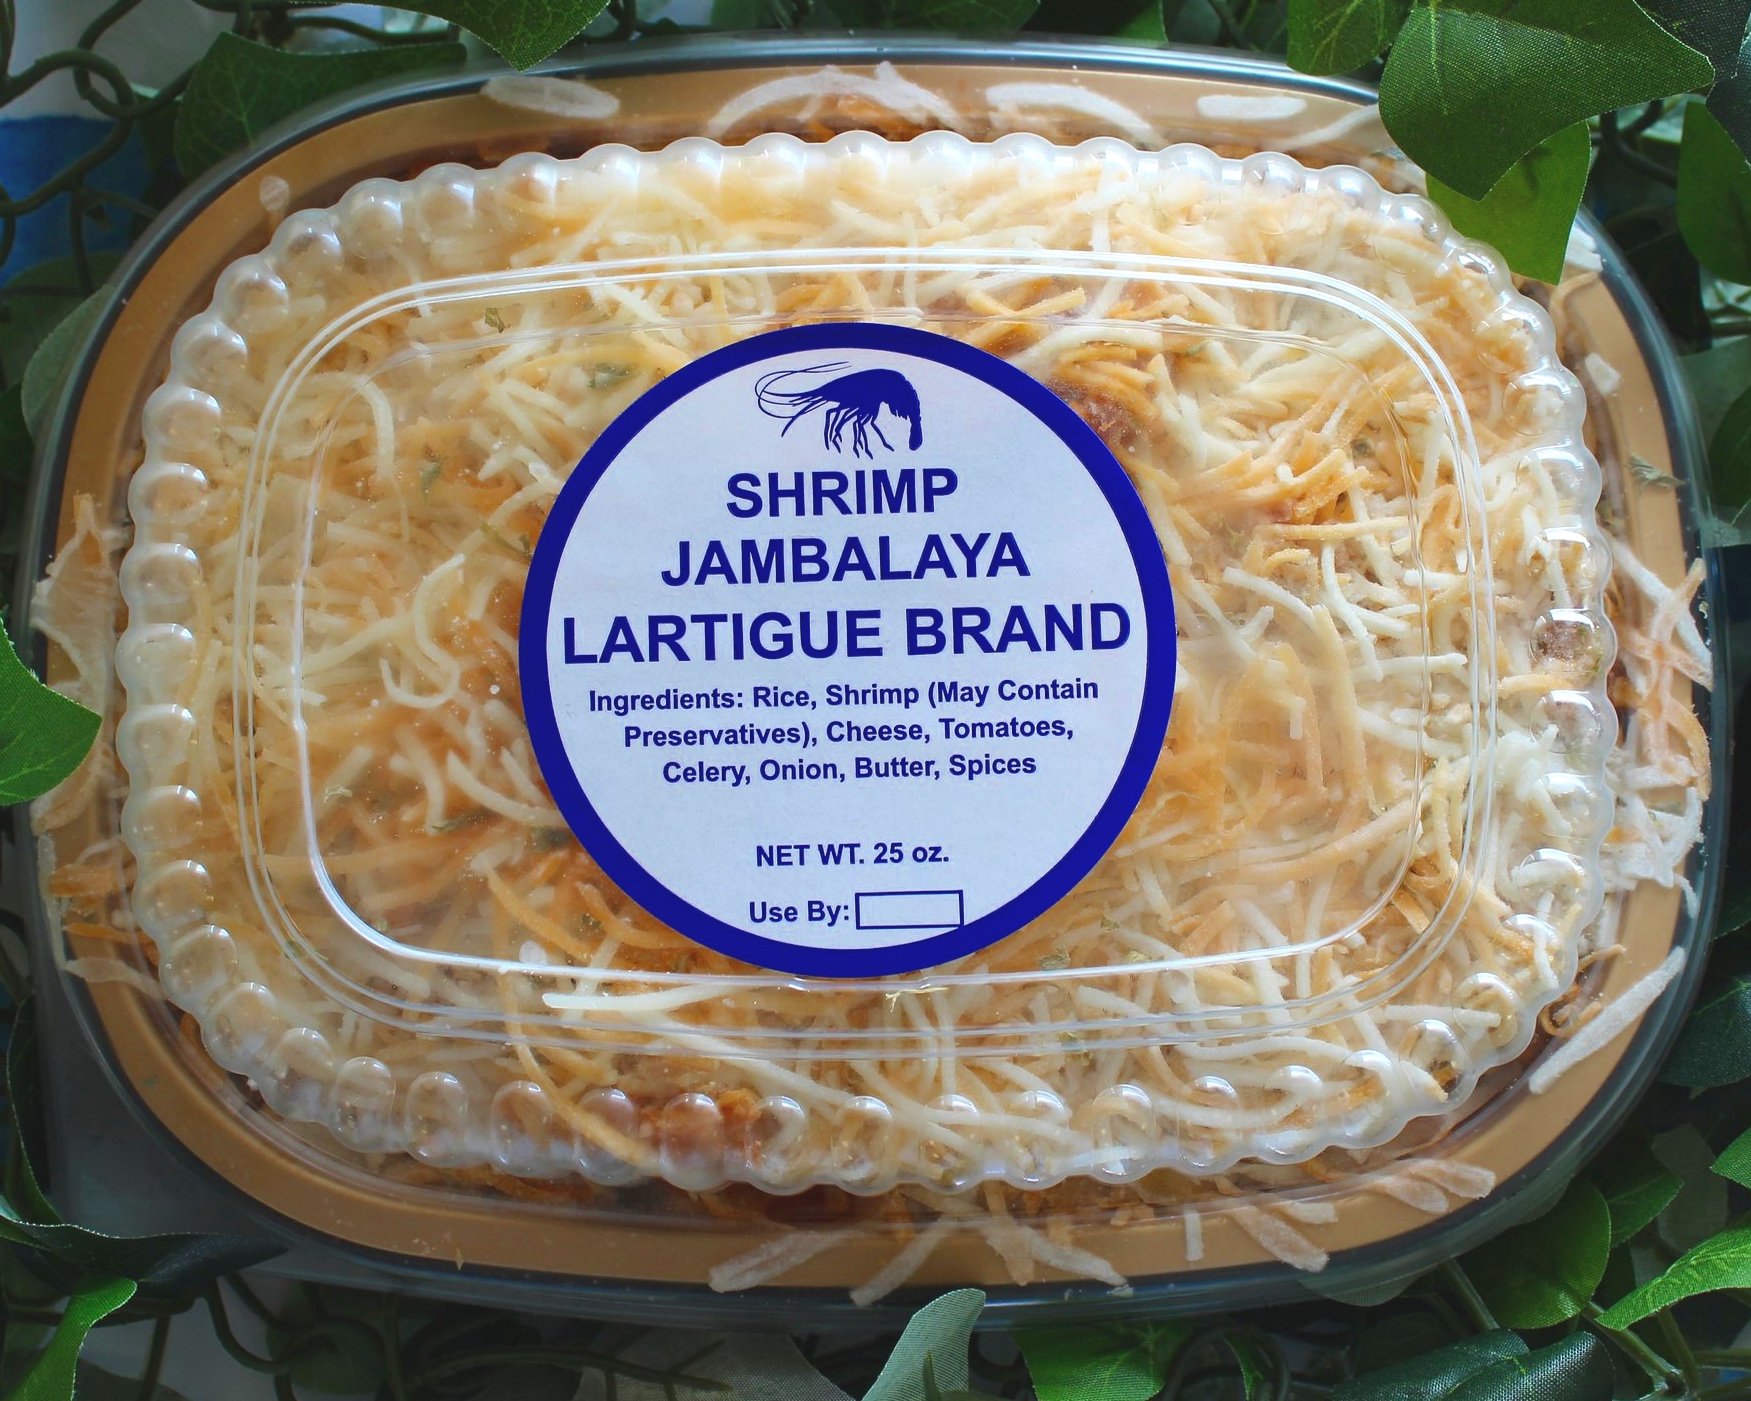 SHRIMP
JAMBALAYA
LARTIGUE BRAND
Ingredients: Rice, Shrimp (May Contain
Preservatives), Cheese, Tomatoes,
Celery, Onion, Butter, Spices
NET WT. 25 oz.
Use By: